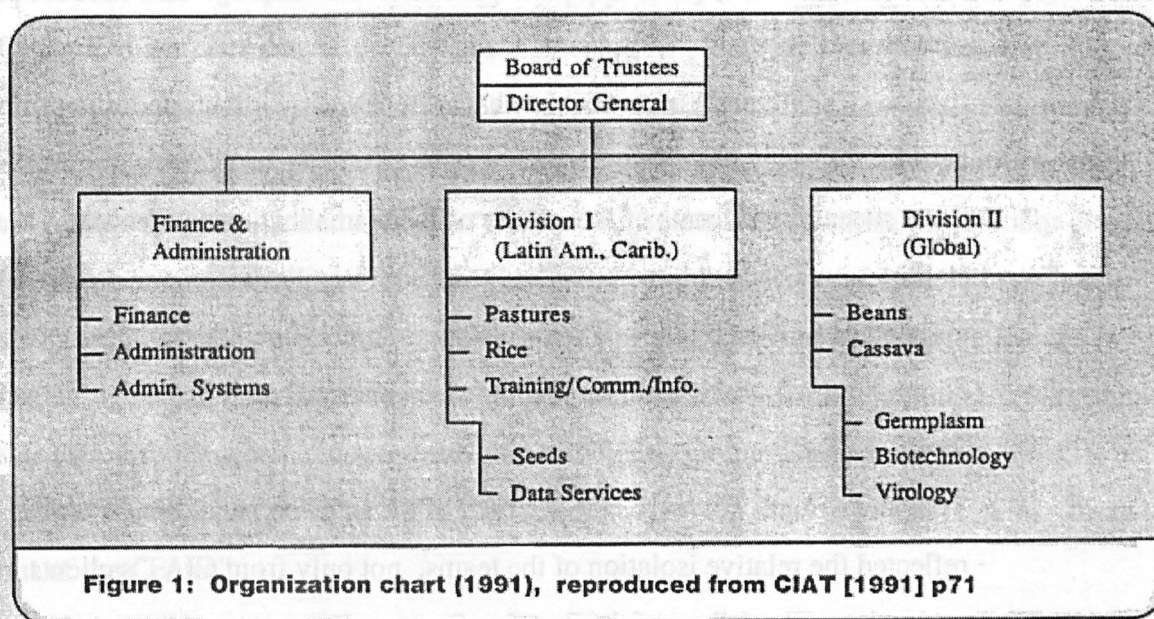 Board of Trustees
Director General
Finance &
Administration
Finance
Administration
Admin. Systems
Division I
(Latin Am., Carib.)
Pastures
Rice
Training/Comm./Info.
Seeds
Data Services
Division II
(Global)
Beans
Cassava
Germplasm
Biotechnology
Virology
reflected the relative isolation of the teams, not only from CIAT's clients
Figure 1: Organization chart (1991), reproduced from CIAT [1991] p71